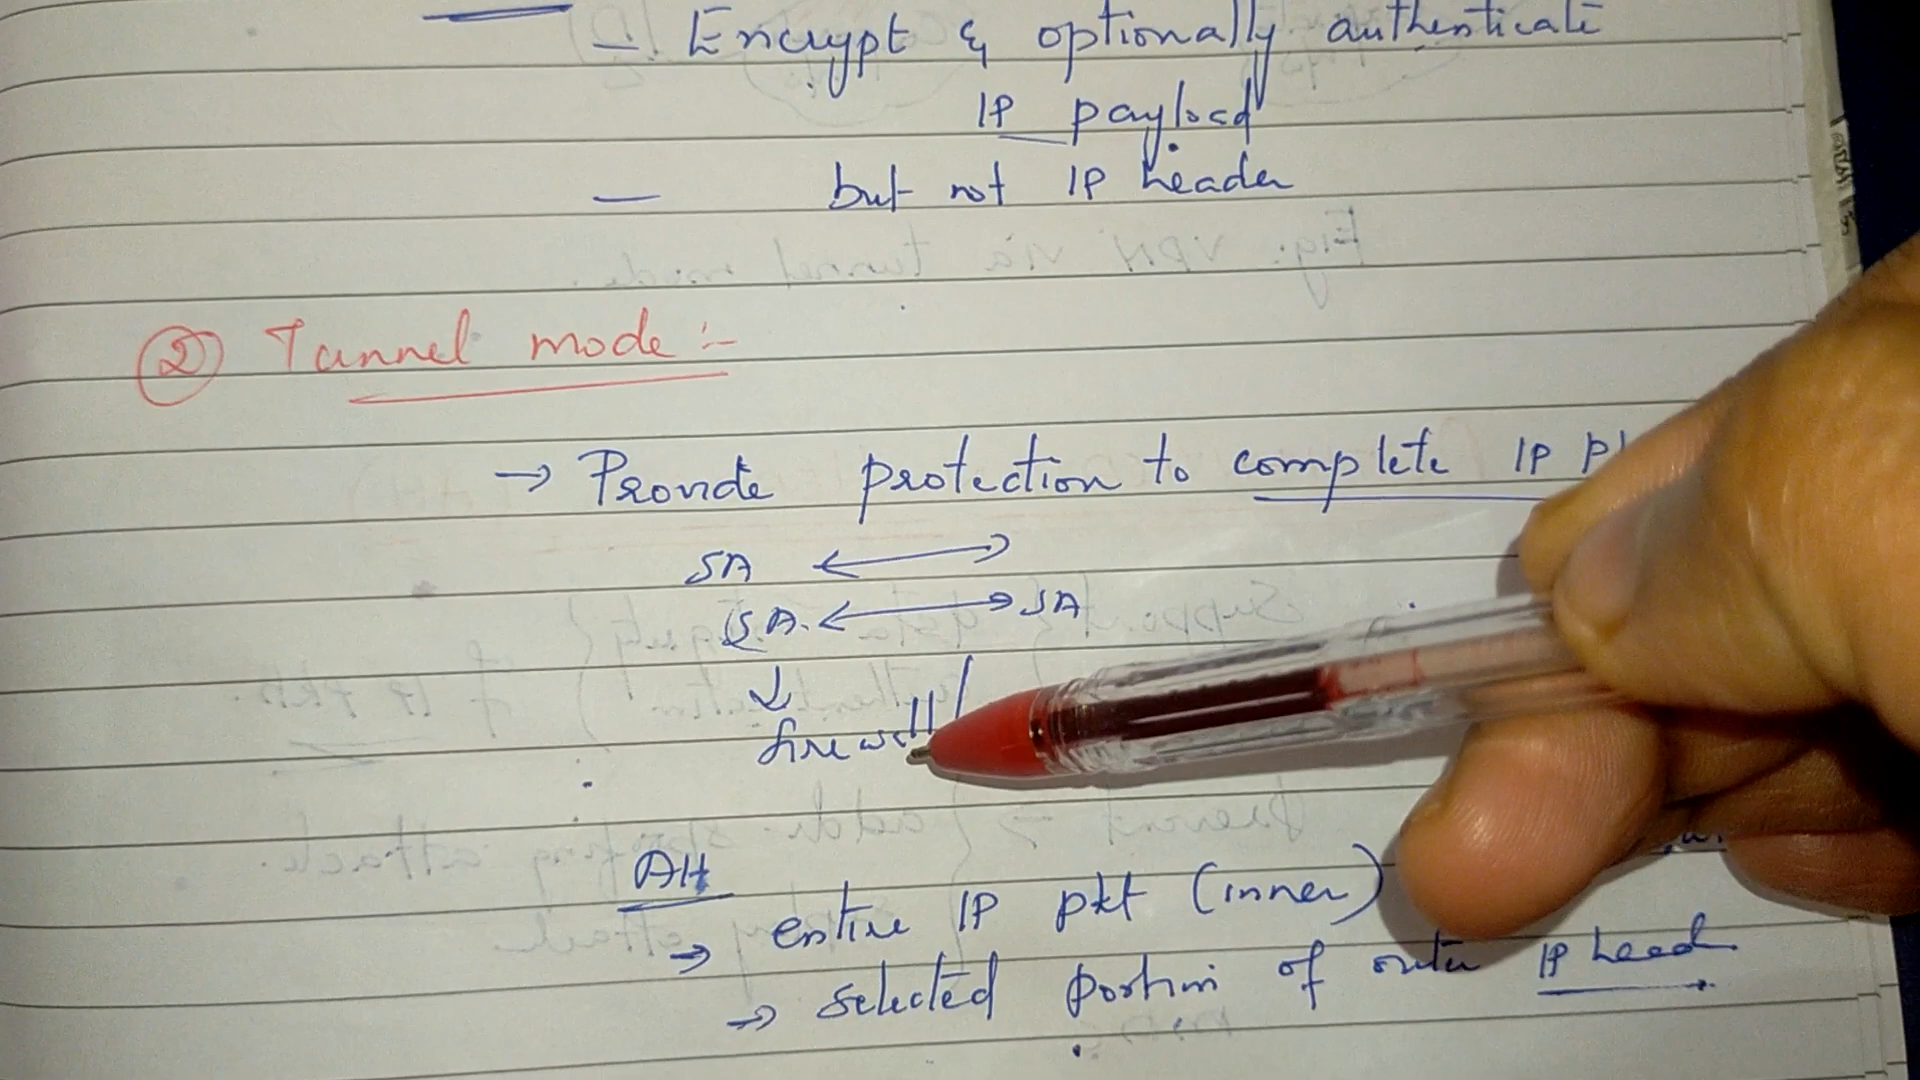 - Encrypt & optionally authenticate
IP payload
— but not IP header
② Tunnel mode :-
→ Provide protection to complete IP
SA ↔
SA. ↔ SA
↓
firewall /
AH
→ entire IP pkt (inner)
→ selected portion of outer IP head.